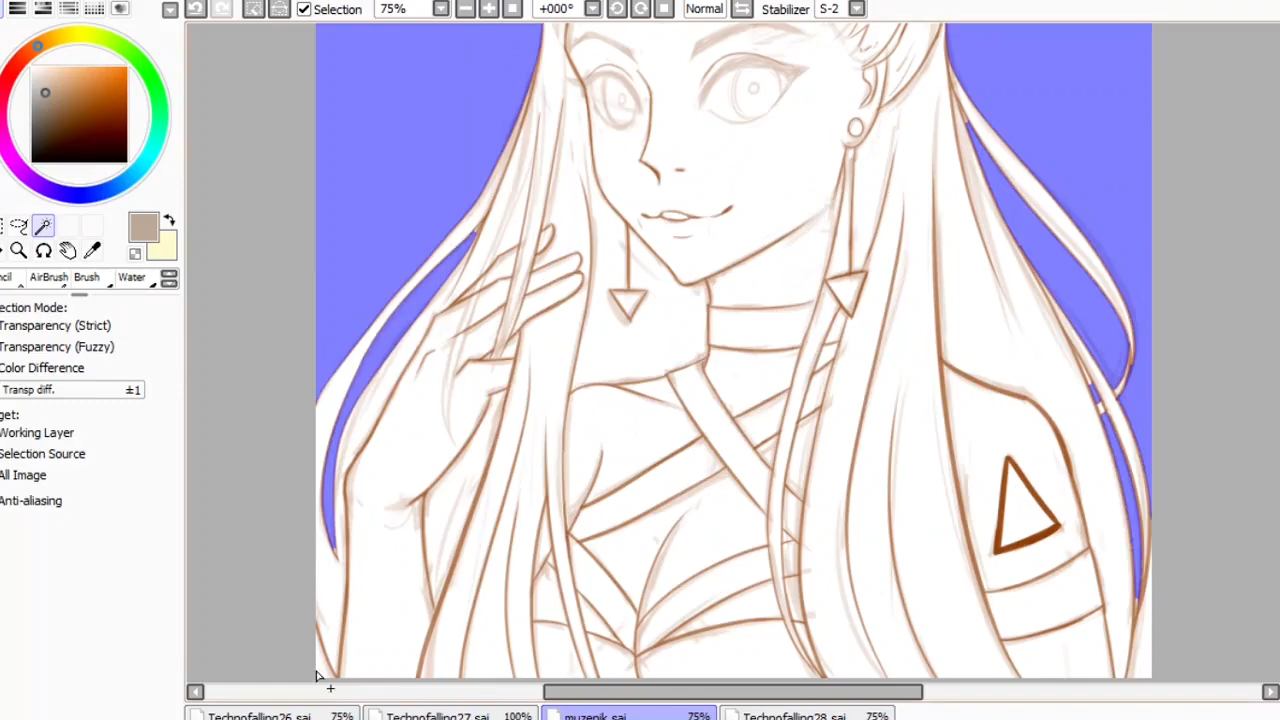 Selection 75% +000° Normal Stabilizer S-2
AirBrush Brush Water
ection Mode:
Transparency (Strict)
Transparency (Fuzzy)
Color Difference
Transp diff. ±1
get:
Working Layer
Selection Source
All Image
Anti-aliasing
Technofalling26.sai 75% Technofalling27.sai 100% muzepik.sai 75% Technofalling28.sai 75%